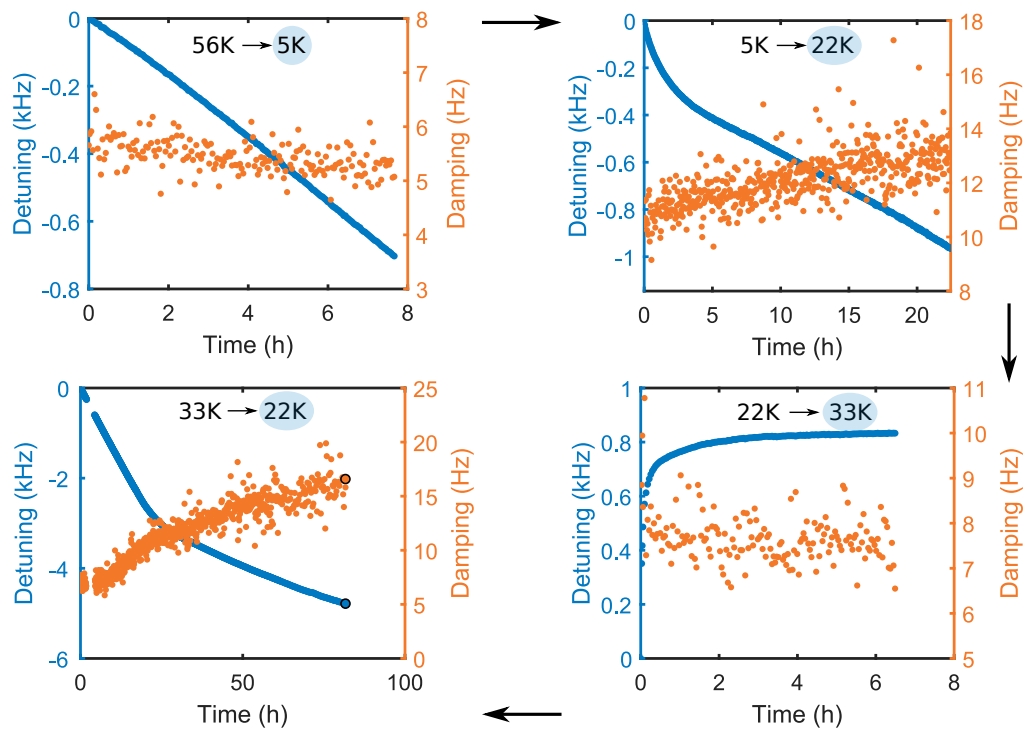 56K → 5K
Detuning (kHz)
0
-0.2
-0.4
-0.6
-0.8
0 2 4 6 8
Time (h)
8
7
6
5
4
3
Damping (Hz)
5K → 22K
Detuning (kHz)
0
-0.2
-0.4
-0.6
-0.8
-1
0 5 10 15 20
Time (h)
18
16
14
12
10
8
Damping (Hz)
33K → 22K
Detuning (kHz)
0
-2
-4
-6
0 50 100
Time (h)
25
20
15
10
5
0
Damping (Hz)
22K → 33K
Detuning (kHz)
1
0.8
0.6
0.4
0.2
0
0 2 4 6 8
Time (h)
11
10
9
8
7
6
5
Damping (Hz)